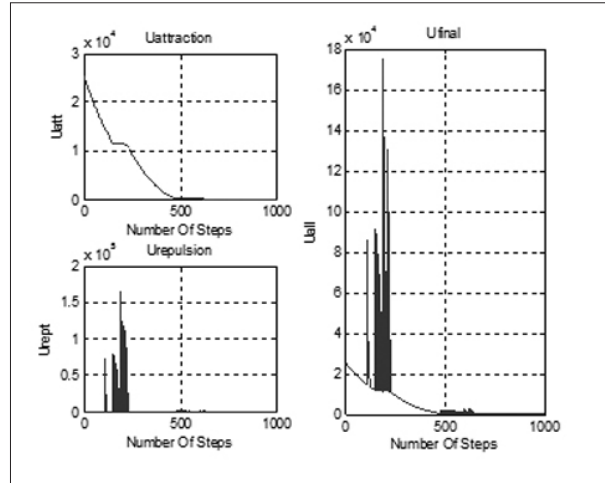 Uattraction
x 10^4
3
2
1
0
Uatt
0 500 1000
Number Of Steps
Urepulsion
x 10^5
2
1.5
1
0.5
0
Urept
0 500 1000
Number Of Steps
Ufinal
x 10^4
18
16
14
12
10
8
6
4
2
0
Uall
0 500 1000
Number Of Steps